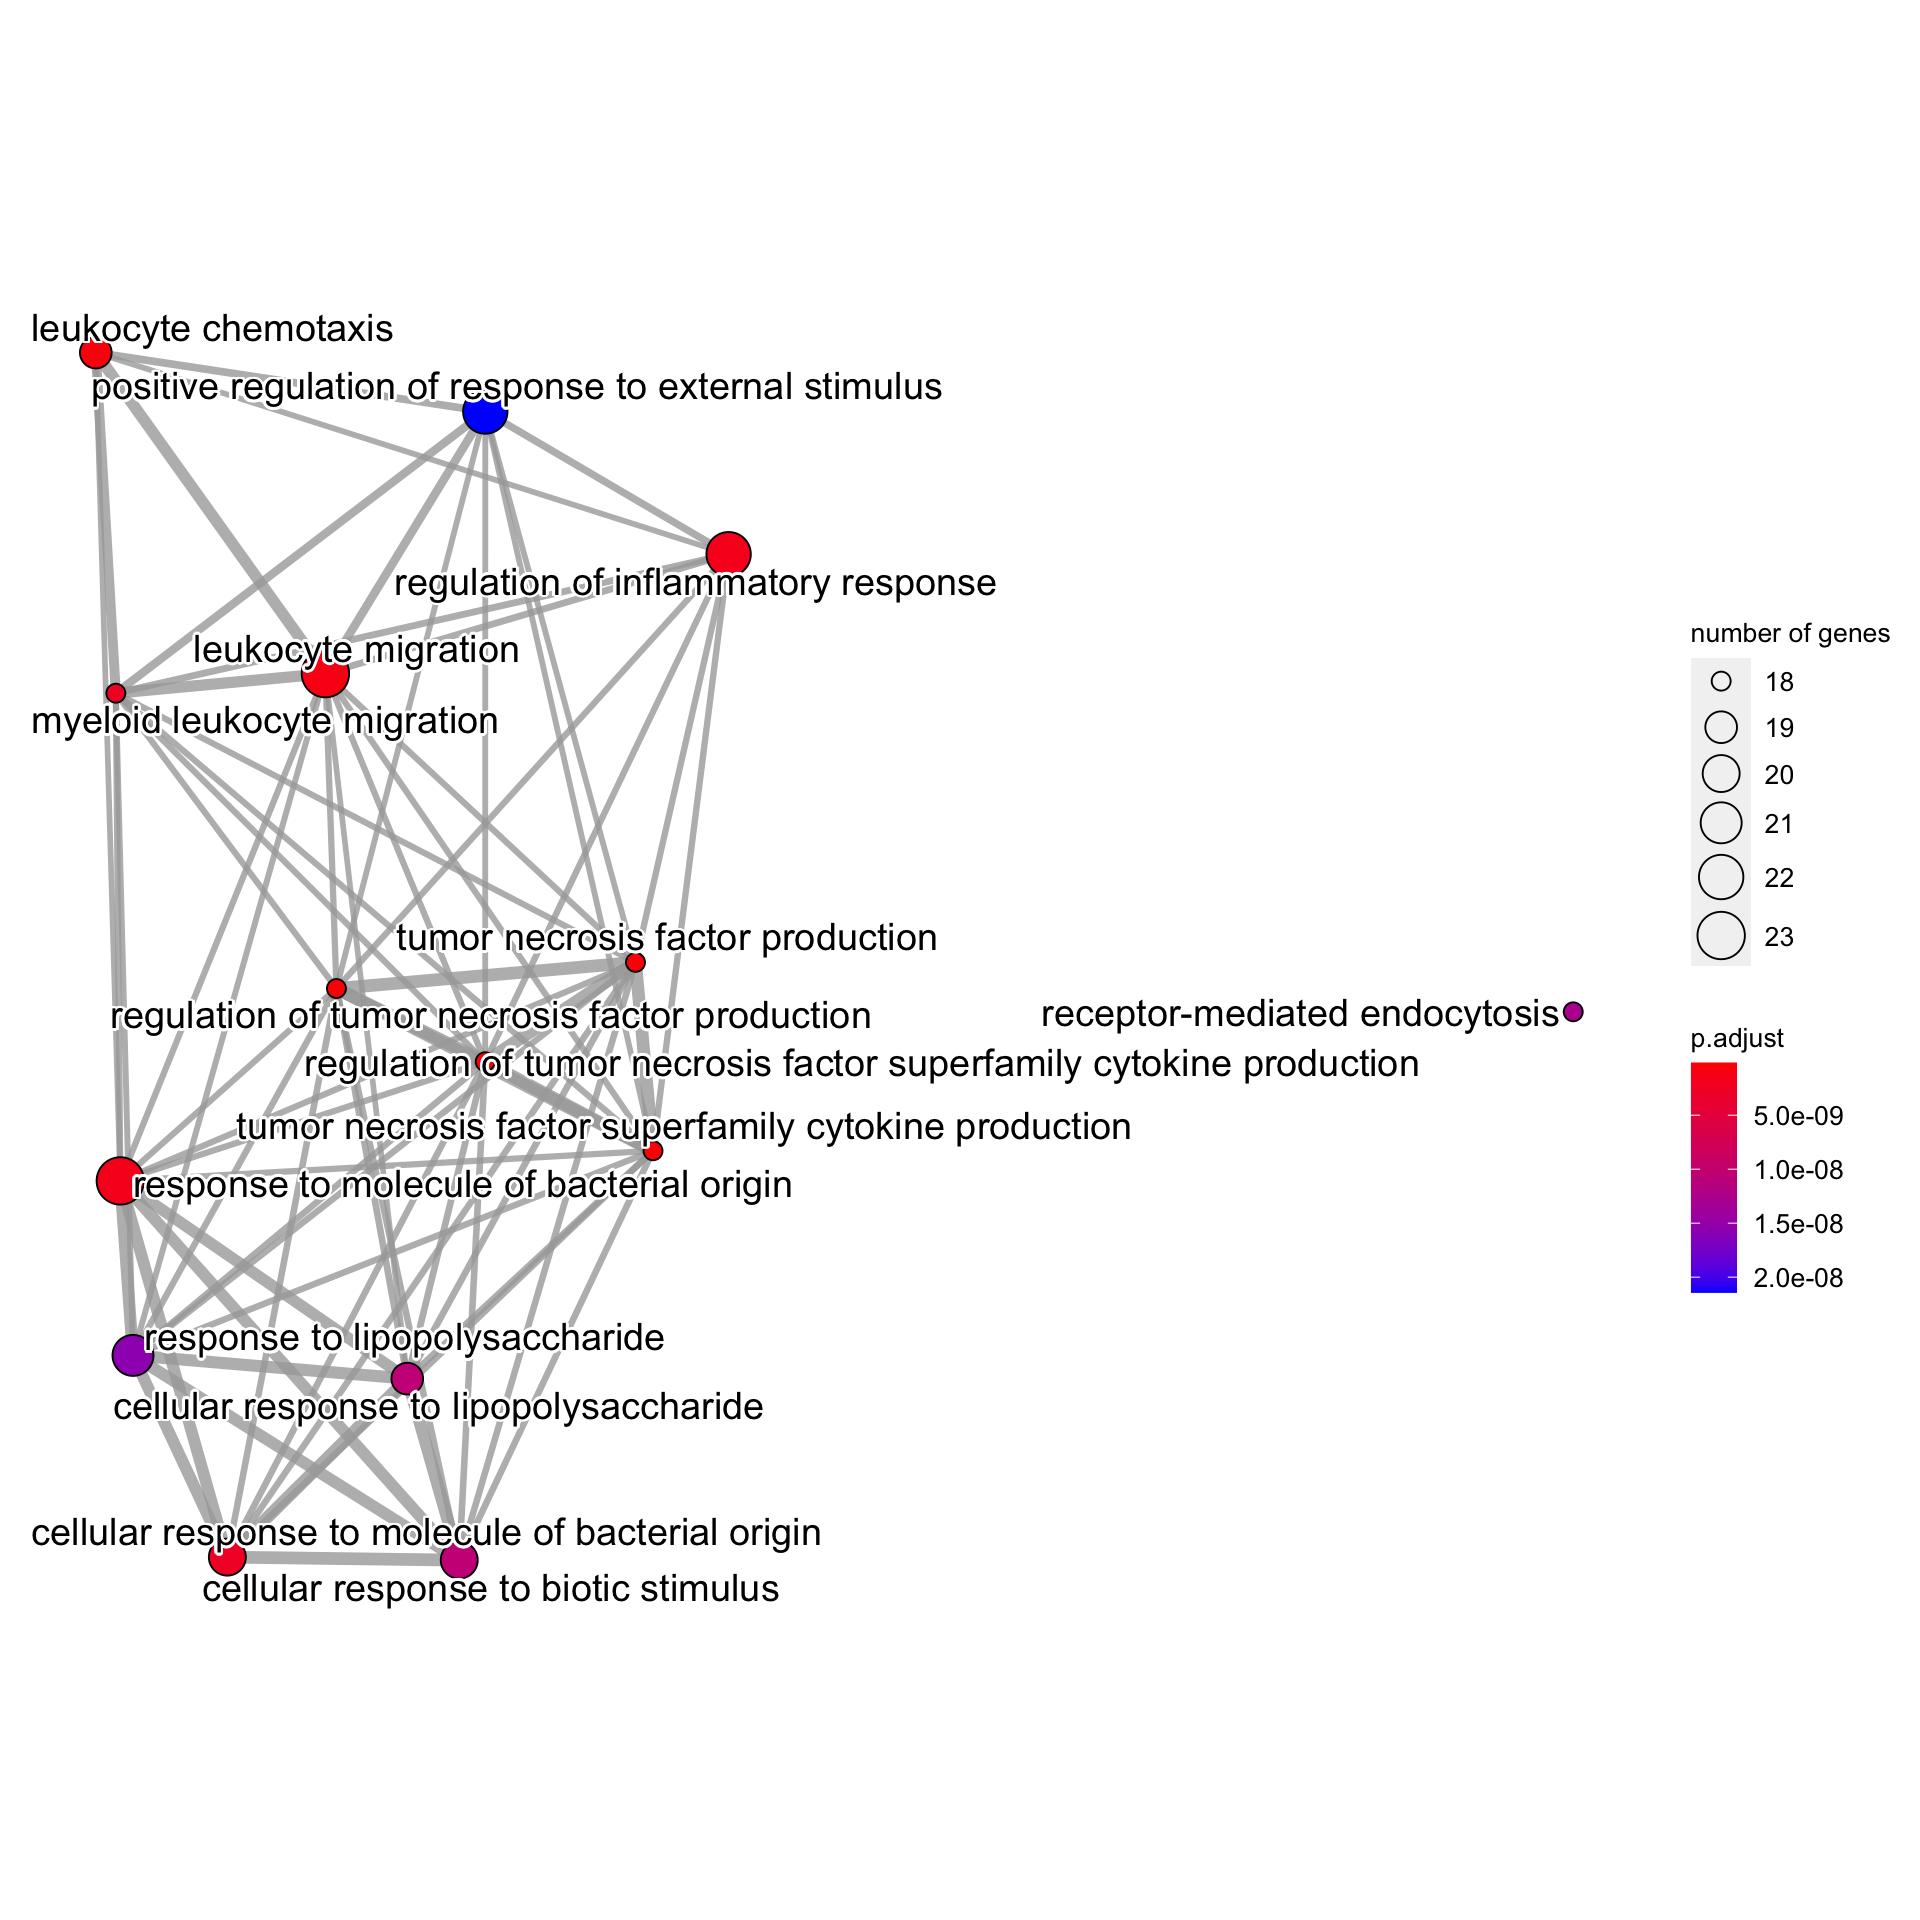 leukocyte chemotaxis
positive regulation of response to external stimulus
regulation of inflammatory response
leukocyte migration
myeloid leukocyte migration
tumor necrosis factor production
regulation of tumor necrosis factor production
receptor-mediated endocytosis
regulation of tumor necrosis factor superfamily cytokine production
tumor necrosis factor superfamily cytokine production
response to molecule of bacterial origin
response to lipopolysaccharide
cellular response to lipopolysaccharide
cellular response to molecule of bacterial origin
cellular response to biotic stimulus
number of genes
18
19
20
21
22
23
p.adjust
5.0e-09
1.0e-08
1.5e-08
2.0e-08